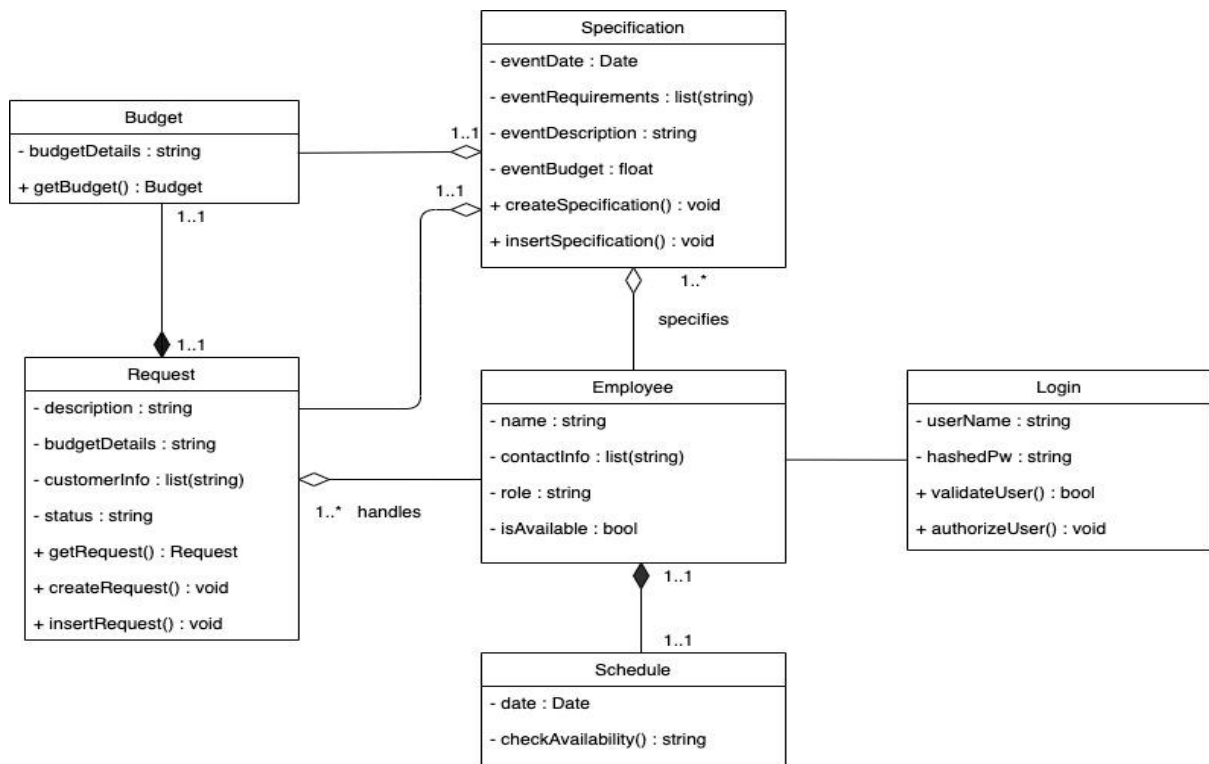 Specification
- eventDate : Date
- eventRequirements : list(string)
- eventDescription : string
- eventBudget : float
+ createSpecification() : void
+ insertSpecification() : void
Budget
- budgetDetails : string
+ getBudget() : Budget
1..1
1..1
1..1
1..1
1..*
specifies
Request
- description : string
- budgetDetails : string
- customerInfo : list(string)
- status : string
+ getRequest() : Request
+ createRequest() : void
+ insertRequest() : void
1..* handles
Employee
- name : string
- contactInfo : list(string)
- role : string
- isAvailable : bool
Login
- userName : string
- hashedPw : string
+ validateUser() : bool
+ authorizeUser() : void
1..1
1..1
Schedule
- date : Date
- checkAvailability() : string